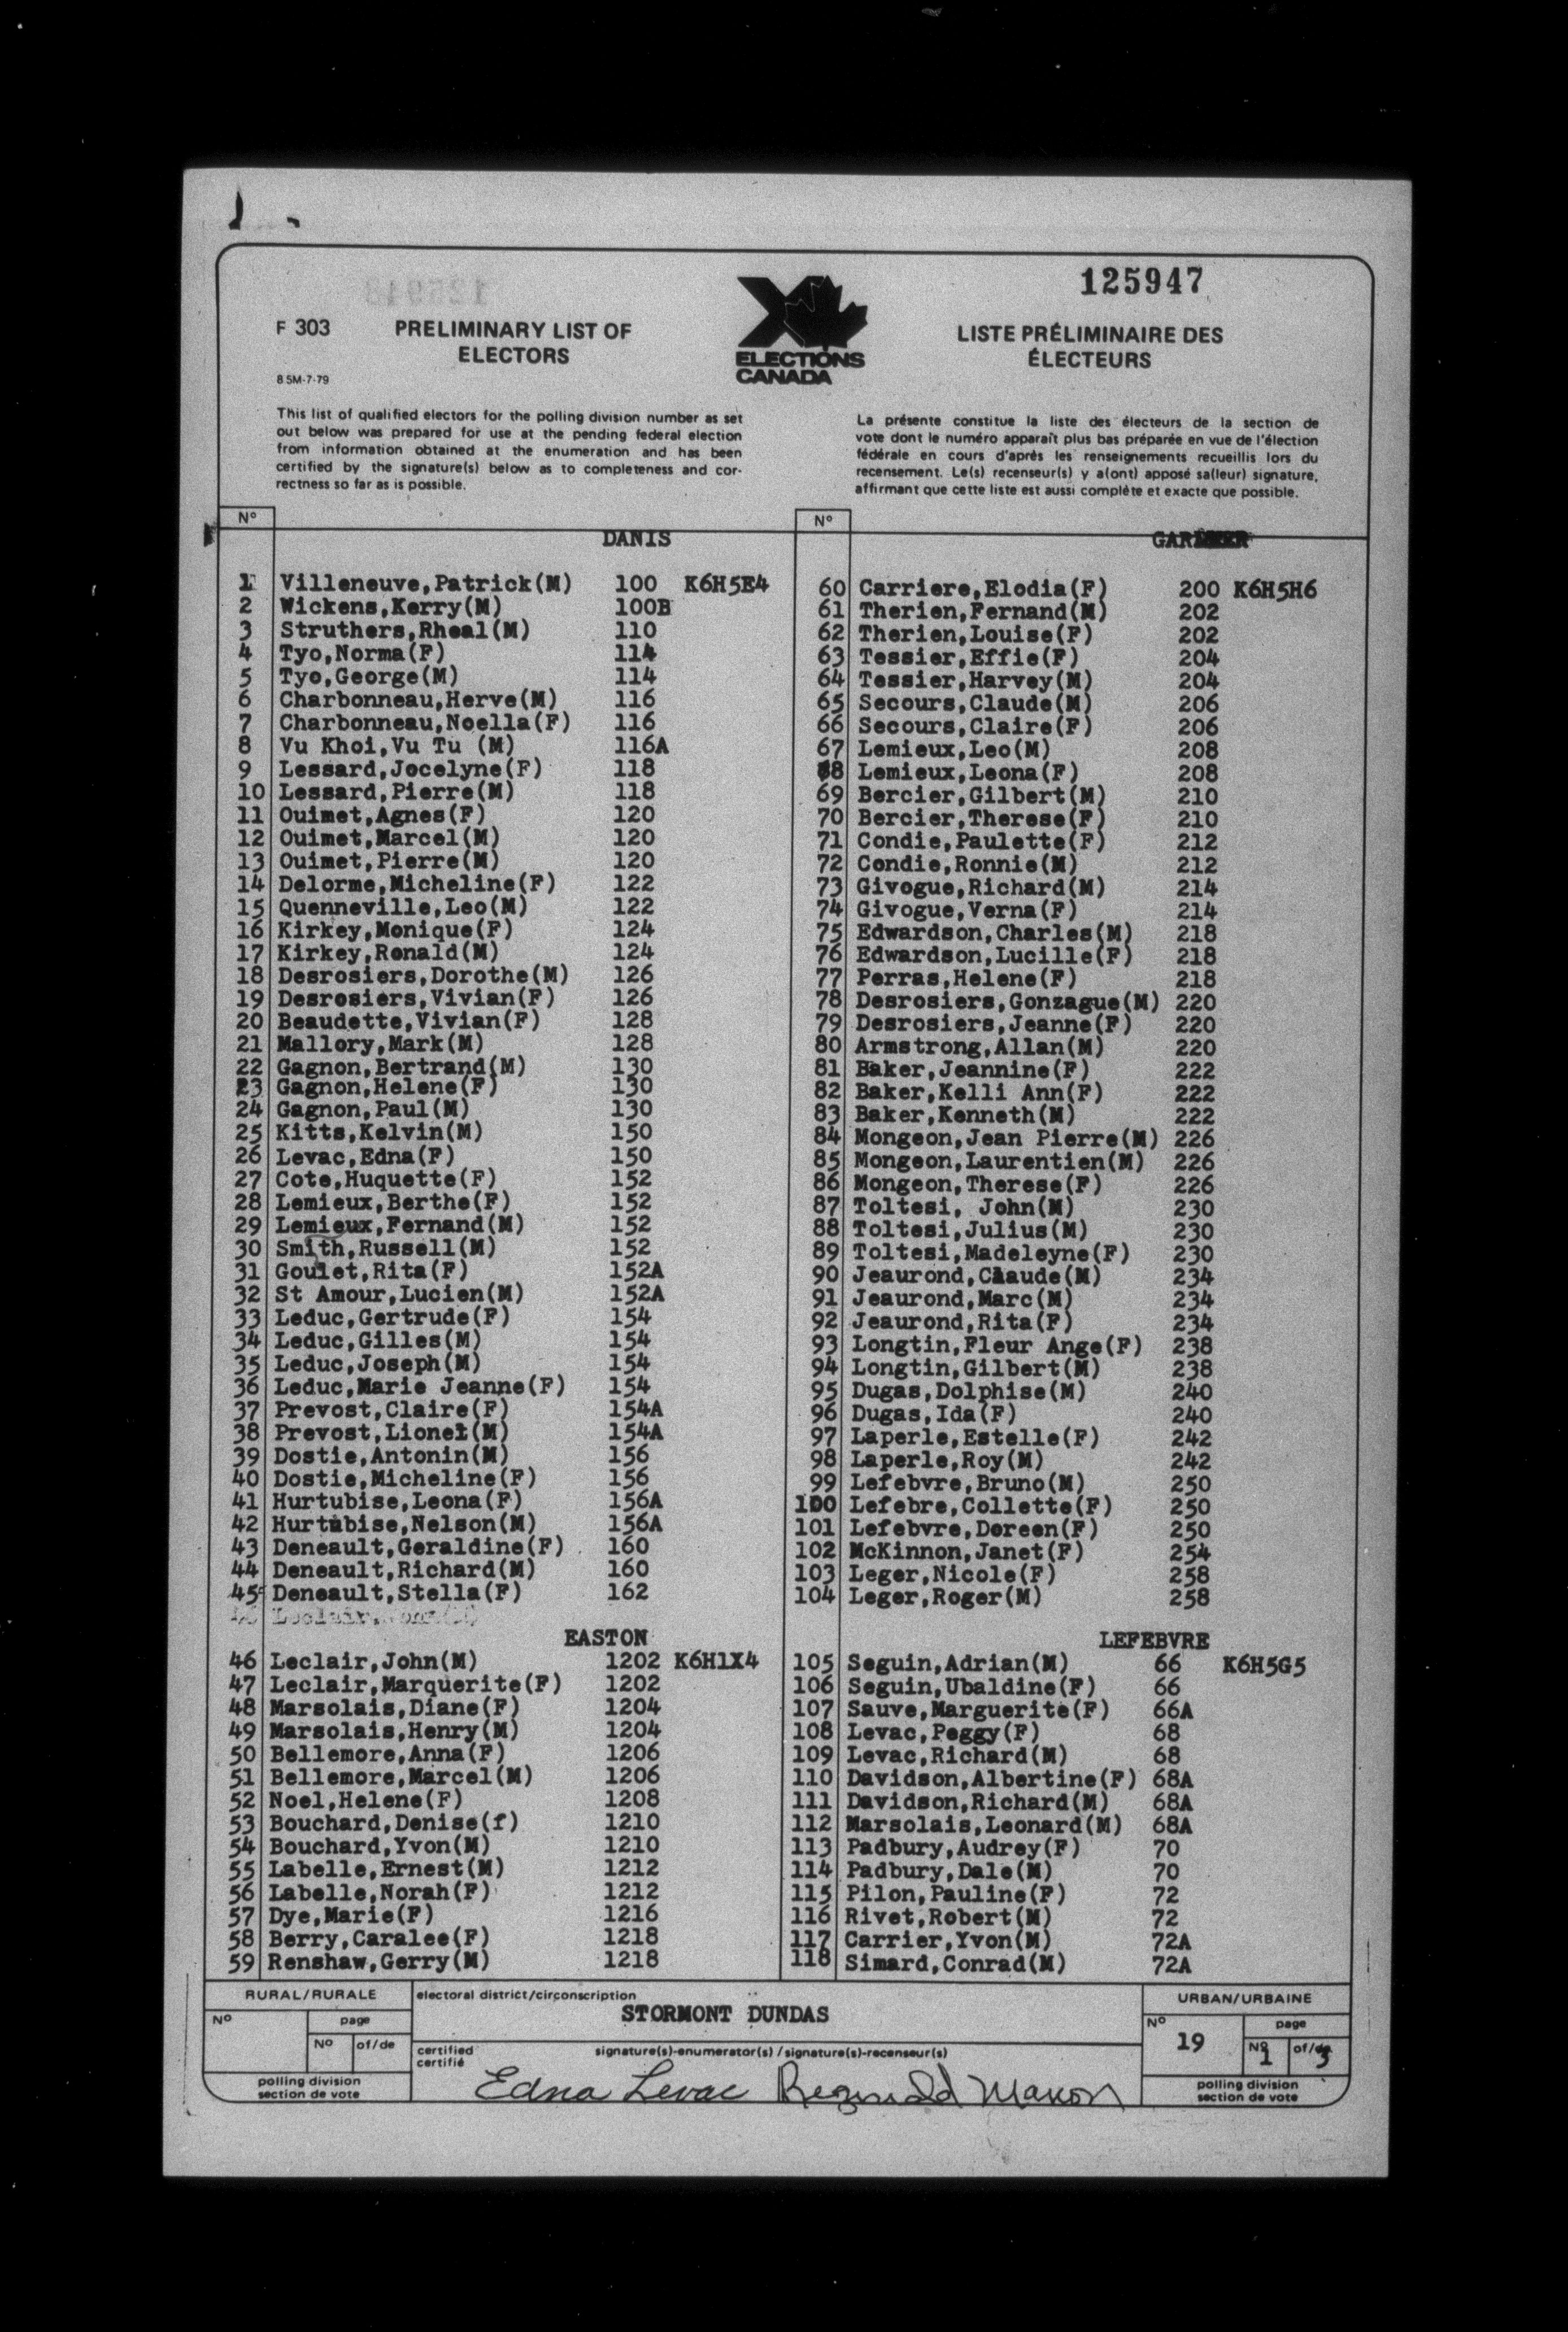 125947
F 303
PRELIMINARY LIST OF
ELECTORS
8 5M-7-79
ELECTIONS
CANADA
LISTE PRÉLIMINAIRE DES
ÉLECTEURS
This list of qualified electors for the polling division number as set
out below was prepared for use at the pending federal election
from information obtained at the enumeration and has been
certified by the signature(s) below as to completeness and cor-
rectness so far as is possible.
La présente constitue la liste des électeurs de la section de
vote dont le numéro apparaît plus bas préparée en vue de l'élection
fédérale en cours d'après les renseignements recueillis lors du
recensement. Le(s) recenseur(s) y a(ont) apposé sa(leur) signature,
affirmant que cette liste est aussi complète et exacte que possible.
Nº
DANIS
1 Villeneuve,Patrick(M) 100 K6H5E4
2 Wickens,Kerry(M) 100B
3 Struthers,Rheal(M) 110
4 Tyo,Norma(F) 114
5 Tyo,George(M) 114
6 Charbonneau,Herve(M) 116
7 Charbonneau,Noella(F) 116
8 Vu Khoi,Vu Tu (M) 116A
9 Lessard,Jocelyne(F) 118
10 Lessard,Pierre(M) 118
11 Ouimet,Agnes(F) 120
12 Ouimet,Marcel(M) 120
13 Ouimet,Pierre(M) 120
14 Delorme,Micheline(F) 122
15 Quenneville,Leo(M) 122
16 Kirkey,Monique(F) 124
17 Kirkey,Ronald(M) 124
18 Desrosiers,Dorothe(M) 126
19 Desrosiers,Vivian(F) 126
20 Beaudette,Vivian(F) 128
21 Mallory,Mark(M) 128
22 Gagnon,Bertrand(M) 130
23 Gagnon,Helene(F) 130
24 Gagnon,Paul(M) 130
25 Kitts,Kelvin(M) 150
26 Levac,Edna(F) 150
27 Cote,Huquette(F) 152
28 Lemieux,Berthe(F) 152
29 Lemieux,Fernand(M) 152
30 Smith,Russell(M) 152
31 Goulet,Rita(F) 152A
32 St Amour,Lucien(M) 152A
33 Leduc,Gertrude(F) 154
34 Leduc,Gilles(M) 154
35 Leduc,Joseph(M) 154
36 Leduc,Marie Jeanne(F) 154
37 Prevost,Claire(F) 154A
38 Prevost,Lionel(M) 154A
39 Dostie,Antonin(M) 156
40 Dostie,Micheline(F) 156
41 Hurtubise,Leona(F) 156A
42 Hurtubise,Nelson(M) 156A
43 Deneault,Geraldine(F) 160
44 Deneault,Richard(M) 160
45 Deneault,Stella(F) 162
EASTON
46 Leclair,John(M) 1202 K6H1X4
47 Leclair,Marquerite(F) 1202
48 Marsolais,Diane(F) 1204
49 Marsolais,Henry(M) 1204
50 Bellemore,Anna(F) 1206
51 Bellemore,Marcel(M) 1206
52 Noel,Helene(F) 1208
53 Bouchard,Denise(f) 1210
54 Bouchard,Yvon(M) 1210
55 Labelle,Ernest(M) 1212
56 Labelle,Norah(F) 1212
57 Dye,Marie(F) 1216
58 Berry,Caralee(F) 1218
59 Renshaw,Gerry(M) 1218
Nº
60 Carriere,Elodia(F) 200 K6H5H6
61 Therien,Fernand(M) 202
62 Therien,Louise(F) 202
63 Tessier,Effie(F) 204
64 Tessier,Harvey(M) 204
65 Secours,Claude(M) 206
66 Secours,Claire(F) 206
67 Lemieux,Leo(M) 208
68 Lemieux,Leona(F) 208
69 Bercier,Gilbert(M) 210
70 Bercier,Therese(F) 210
71 Condie,Paulette(F) 212
72 Condie,Ronnie(M) 212
73 Givogue,Richard(M) 214
74 Givogue,Verna(F) 214
75 Edwardson,Charles(M) 218
76 Edwardson,Lucille(F) 218
77 Perras,Helene(F) 218
78 Desrosiers,Gonzague(M) 220
79 Desrosiers,Jeanne(F) 220
80 Armstrong,Allan(M) 220
81 Baker,Jeannine(F) 222
82 Baker,Kelli Ann(F) 222
83 Baker,Kenneth(M) 222
84 Mongeon,Jean Pierre(M) 226
85 Mongeon,Laurentien(M) 226
86 Mongeon,Therese(F) 226
87 Toltesi, John(M) 230
88 Toltesi,Julius(M) 230
89 Toltesi,Madeleyne(F) 230
90 Jeaurond,Claude(M) 234
91 Jeaurond,Marc(M) 234
92 Jeaurond,Rita(F) 234
93 Longtin,Fleur Ange(F) 238
94 Longtin,Gilbert(M) 238
95 Dugas,Dolphise(M) 240
96 Dugas,Ida(F) 240
97 Laperle,Estelle(F) 242
98 Laperle,Roy(M) 242
99 Lefebvre,Bruno(M) 250
100 Lefebre,Collette(F) 250
101 Lefebvre,Doreen(F) 250
102 McKinnon,Janet(F) 254
103 Leger,Nicole(F) 258
104 Leger,Roger(M) 258
LEFEBVRE
105 Seguin,Adrian(M) 66 K6H5G5
106 Seguin,Ubaldine(F) 66
107 Sauve,Marguerite(F) 66A
108 Levac,Peggy(F) 68
109 Levac,Richard(M) 68
110 Davidson,Albertine(F) 68A
111 Davidson,Richard(M) 68A
112 Marsolais,Leonard(M) 68A
113 Padbury,Audrey(F) 70
114 Padbury,Dale(M) 70
115 Pilon,Pauline(F) 72
116 Rivet,Robert(M) 72
117 Carrier,Yvon(M) 72A
118 Simard,Conrad(M) 72A
RURAL/RURALE
Nº
page
Nº of/de
polling division
section de vote
electoral district/circonscription
STORMONT DUNDAS
certified
certifié
signature(s)-enumerator(s) / signature(s)-recenseur(s)
Edna Levac Reginald Manon
URBAN/URBAINE
Nº
19
page
Nº 1 of/de 3
polling division
section de vote